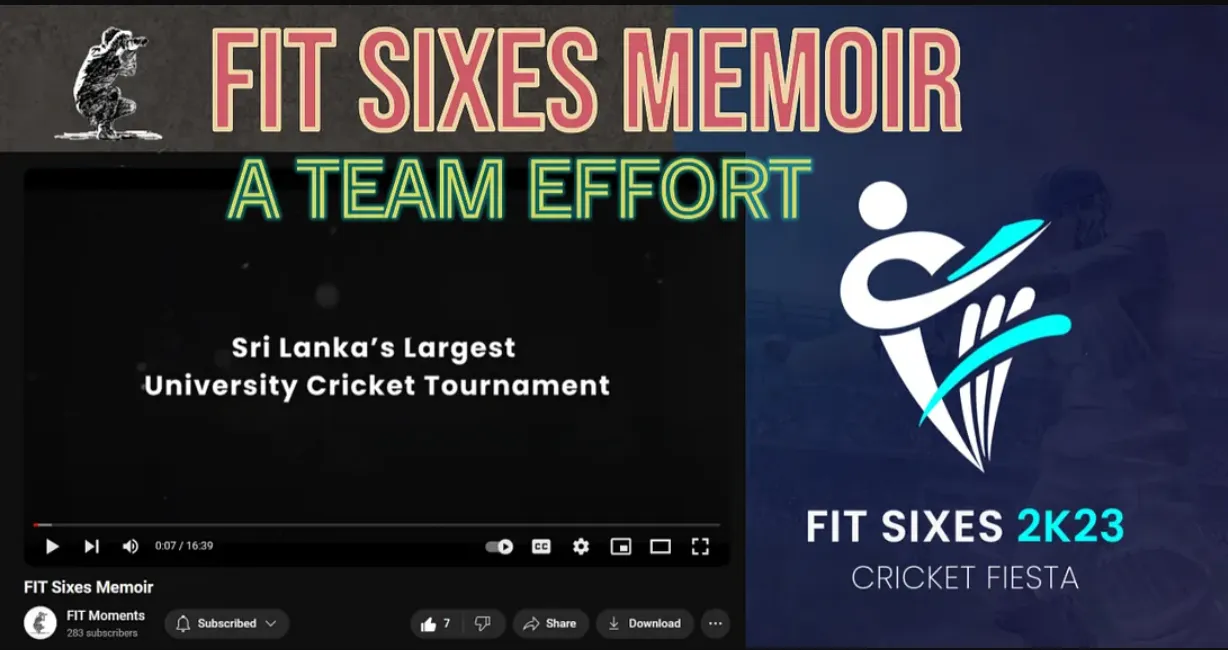 FIT SIXES MEMOIR
A TEAM EFFORT
Sri Lanka’s Largest
University Cricket Tournament
0:07 / 16:39
CC
FIT Sixes Memoir
FIT Moments
283 subscribers
Subscribed
7
Share
Download
FIT SIXES 2K23
CRICKET FIESTA